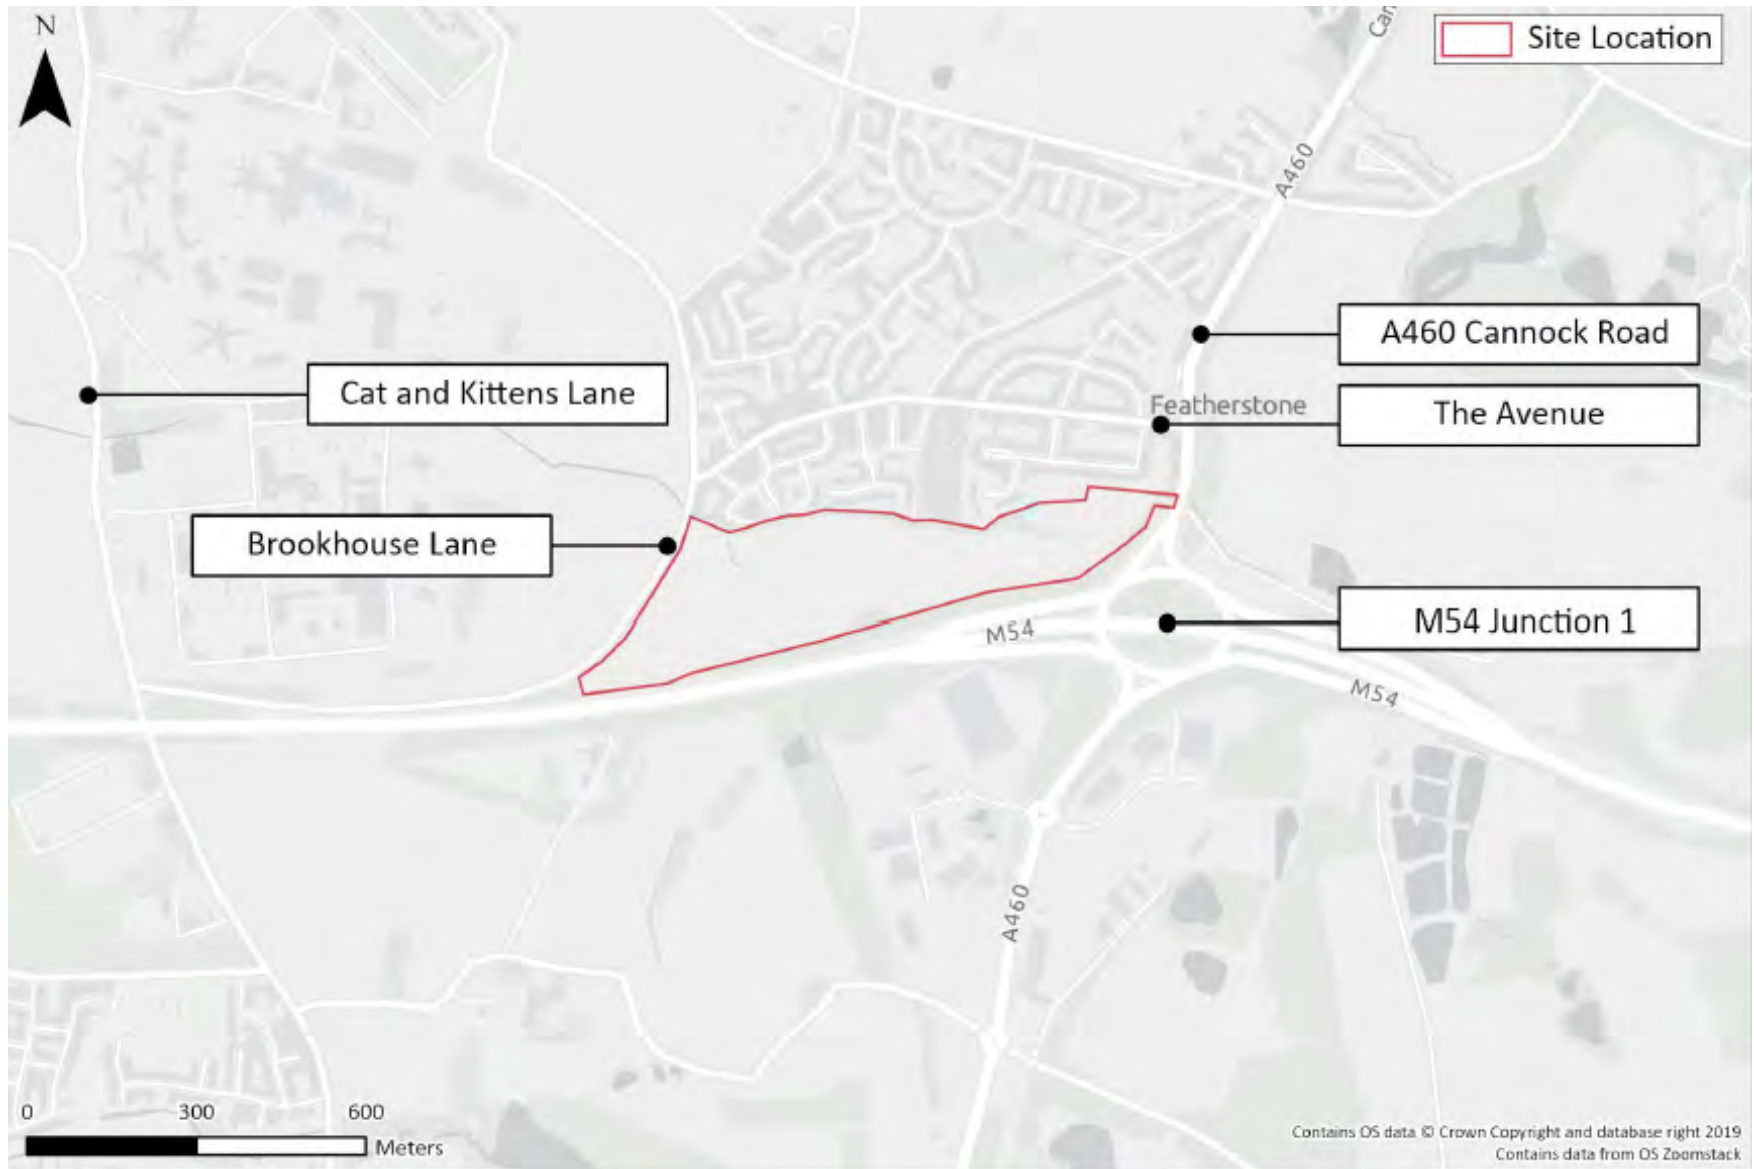 N
Can
Site Location
A460
A460 Cannock Road
Cat and Kittens Lane
Featherstone
The Avenue
Brookhouse Lane
M54 Junction 1
M54
M54
A460
0 300 600
Meters
Contains OS data © Crown Copyright and database right 2019
Contains data from OS Zoomstack